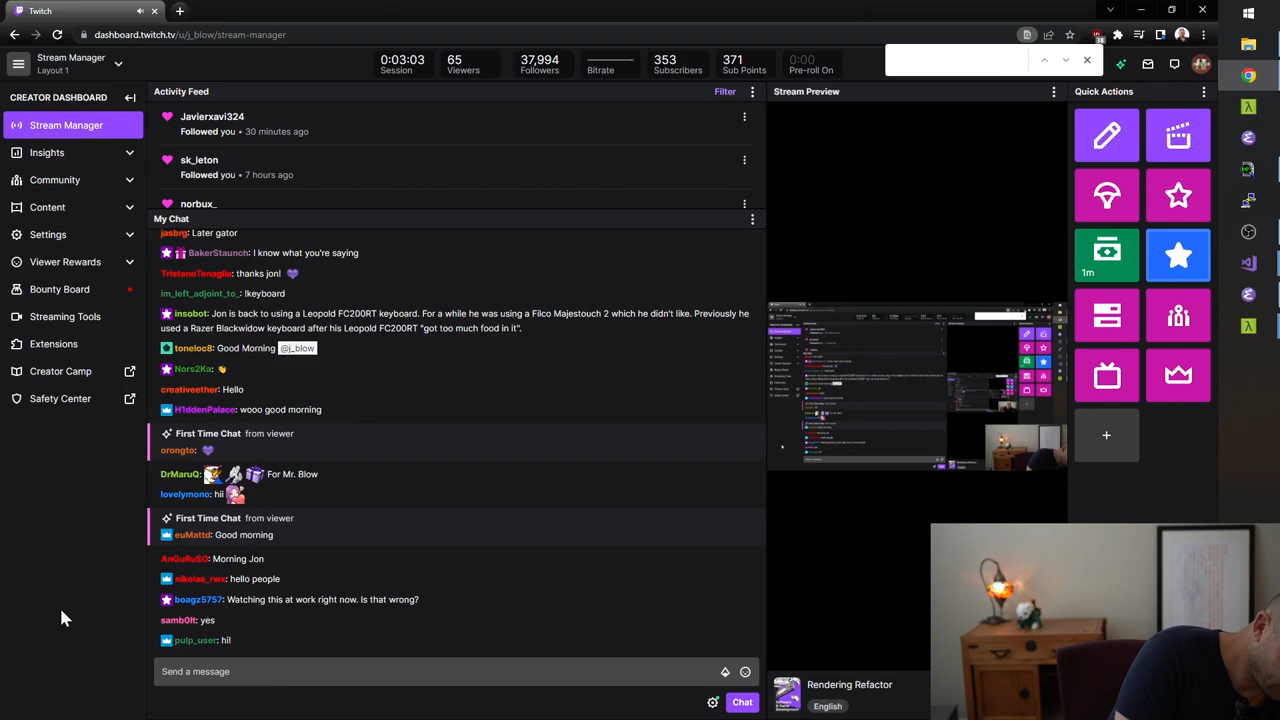 Twitch
dashboard.twitch.tv/u/j_blow/stream-manager
38
Stream Manager
Layout 1
0:03:03
Session
65
Viewers
37,994
Followers
Bitrate
353
Subscribers
371
Sub Points
0:00
Pre-roll On
CREATOR DASHBOARD
Stream Manager
Insights
Community
Content
Settings
Viewer Rewards
Bounty Board
Streaming Tools
Extensions
Creator Camp
Safety Center
Activity Feed
Filter
Javierxavi324
Followed you • 30 minutes ago
sk_leton
Followed you • 7 hours ago
norbux_
My Chat
jasbrg: Later gator
BakerStaunch: I know what you're saying
TristanoTenaglia: thanks jon!
im_left_adjoint_to_: !keyboard
insobot: Jon is back to using a Leopold FC200RT keyboard. For a while he was using a Filco Majestouch 2 which he didn't like. Previously he
used a Razer Blackwidow keyboard after his Leopold FC200RT "got too much food in it".
toneloc8: Good Morning @j_blow
Nors2Ka:
creativeether: Hello
H1ddenPalace: wooo good morning
First Time Chat from viewer
orongto:
DrMaruQ: For Mr. Blow
lovelymono: hii
First Time Chat from viewer
euMattd: Good morning
AnGuRuSO: Morning Jon
nikolas_rwx: hello people
boagz5757: Watching this at work right now. Is that wrong?
samb0lt: yes
pulp_user: hi!
Send a message
Chat
Stream Preview
Rendering Refactor
English
Quick Actions
1m